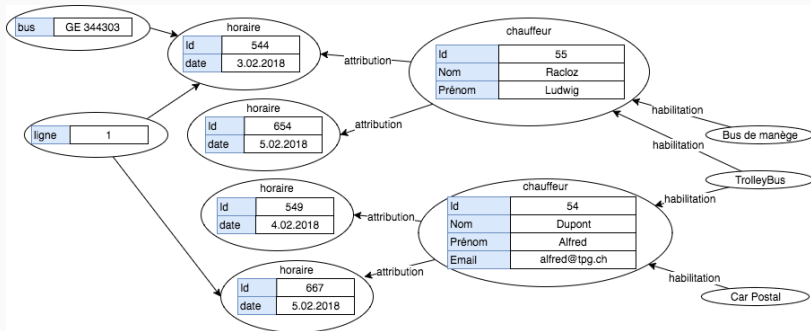 bus GE 344303
horaire
Id 544
date 3.02.2018
attribution
chauffeur
Id 55
Nom Racloz
Prénom Ludwig
habilitation
Bus de manège
ligne 1
horaire
Id 654
date 5.02.2018
attribution
habilitation
TrolleyBus
horaire
Id 549
date 4.02.2018
attribution
chauffeur
Id 54
Nom Dupont
Prénom Alfred
Email alfred@tpg.ch
habilitation
horaire
Id 667
date 5.02.2018
attribution
habilitation
Car Postal